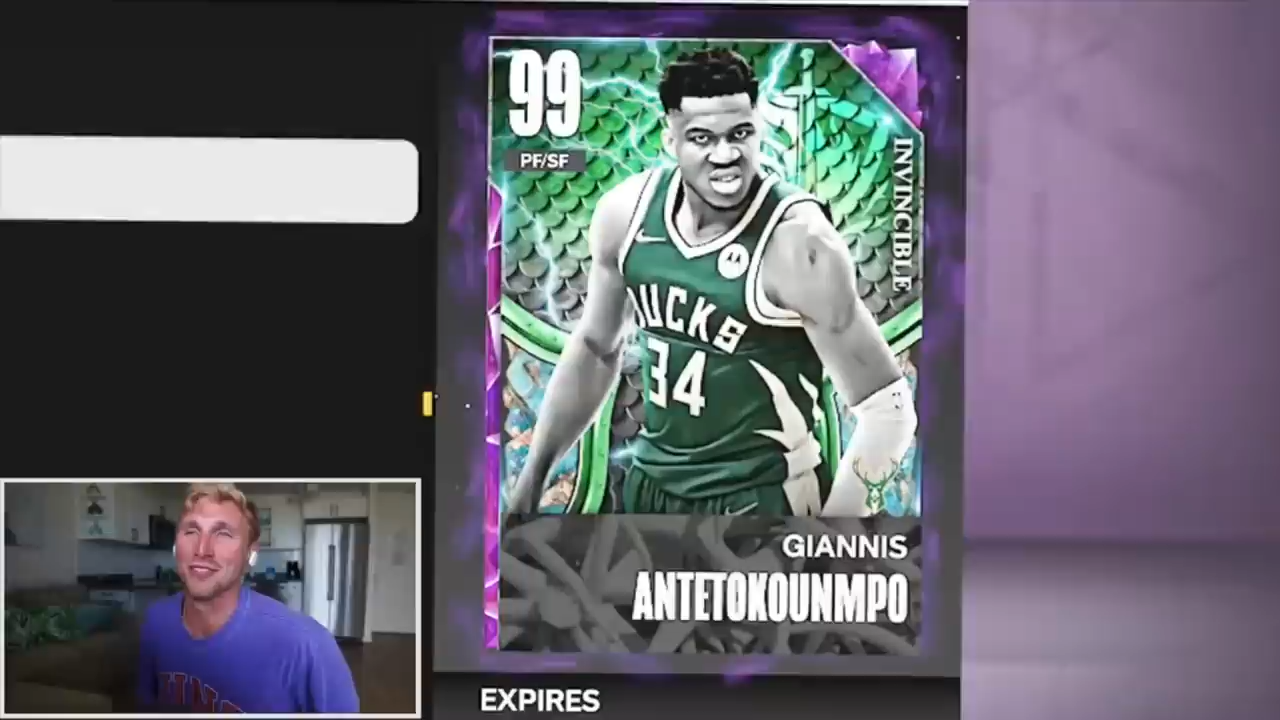 99
PF/SF
INVINCIBLE
BUCKS
34
GIANNIS
ANTETOKOUNMPO
EXPIRES